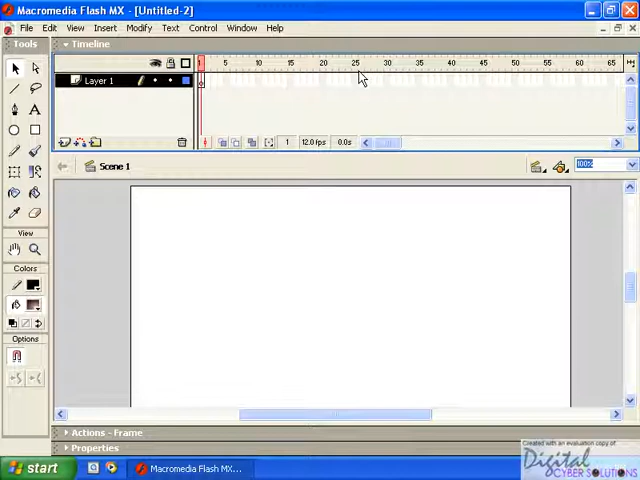 Macromedia Flash MX - [Untitled-2]
File Edit View Insert Modify Text Control Window Help
Tools
Timeline
1 5 10 15 20 25 30 35 40 45 50 55 60 65
Layer 1
1 12.0 fps 0.0s
Scene 1
100%
View
Colors
Options
Actions - Frame
Properties
start
Macromedia Flash MX...
Created with an evaluation copy of
Digital
CYBER SOLUTIONS